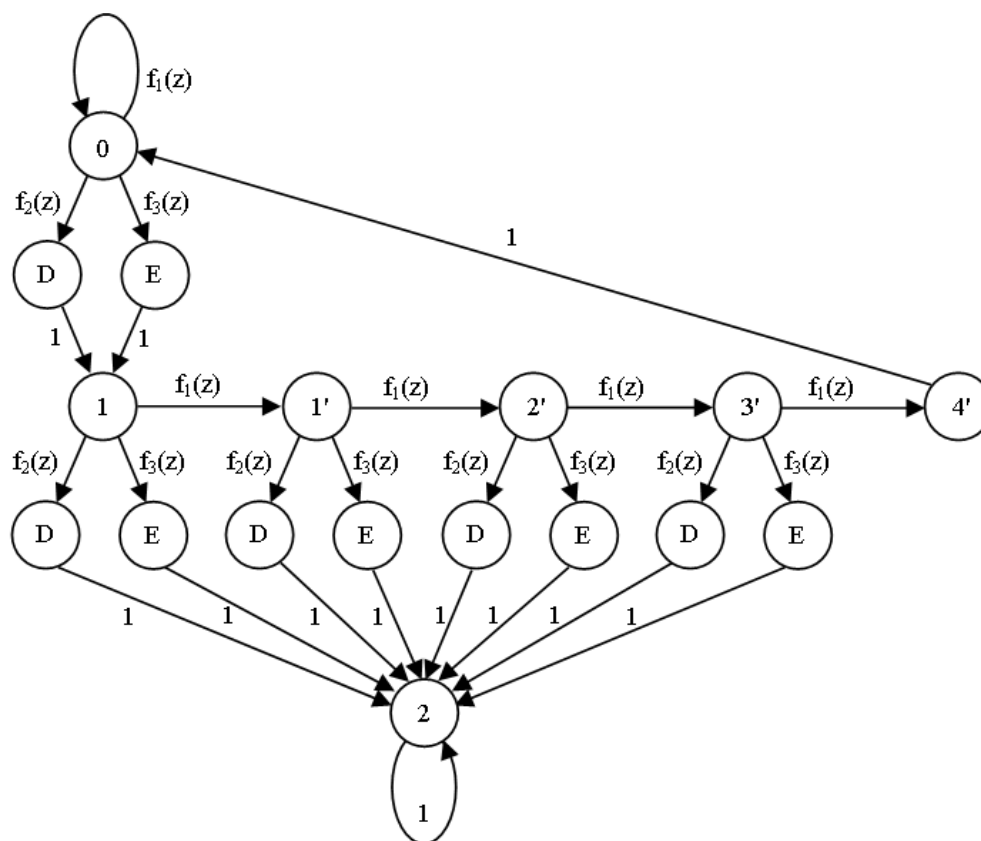 f₁(z)
0
f₂(z) f₃(z)
1
D E
1 1
1 f₁(z) 1' f₁(z) 2' f₁(z) 3' f₁(z) 4'
f₂(z) f₃(z) f₂(z) f₃(z) f₂(z) f₃(z) f₂(z) f₃(z)
D E D E D E D E
1 1 1 1 1 1 1 1
2
1